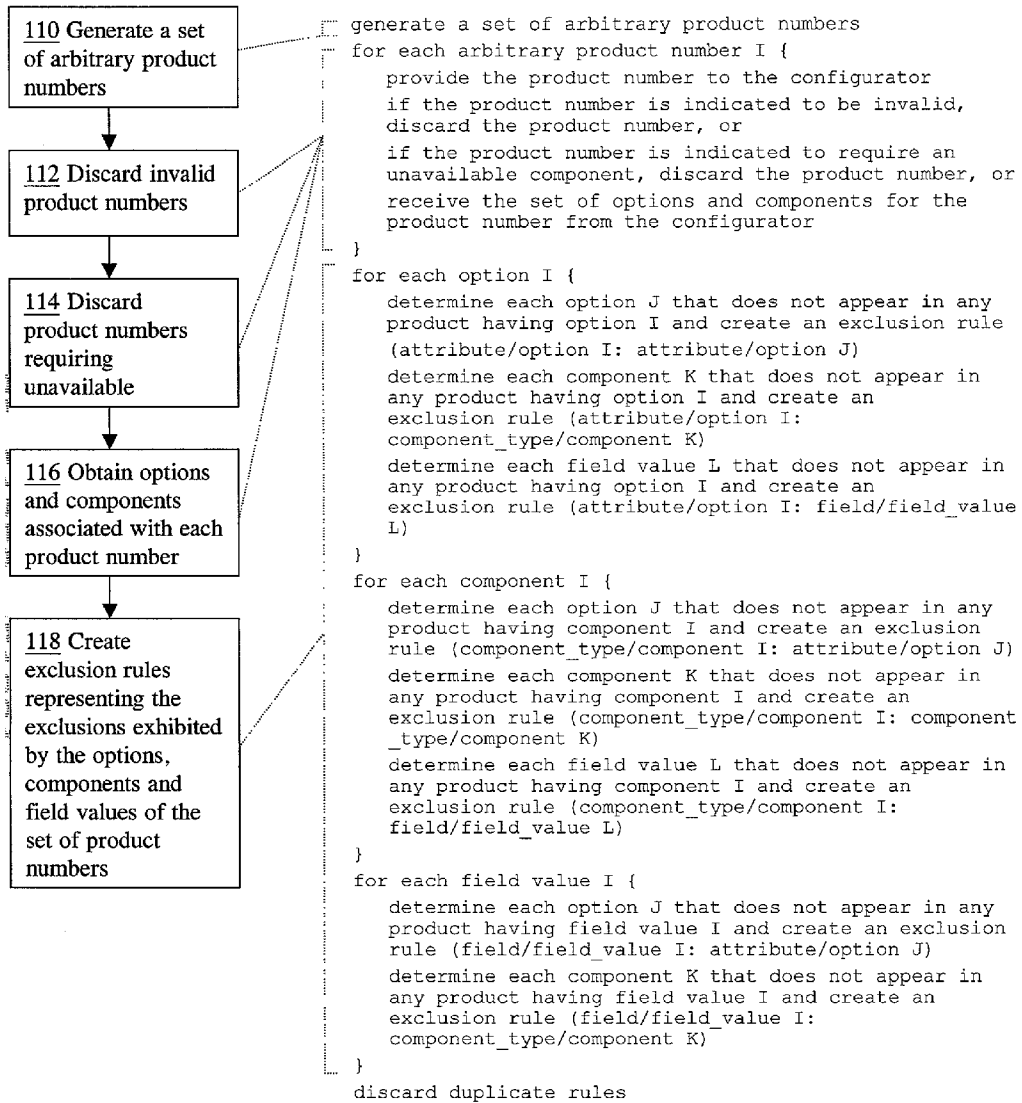 110 Generate a set
of arbitrary product
numbers
112 Discard invalid
product numbers
114 Discard
product numbers
requiring
unavailable
116 Obtain options
and components
associated with each
product number
118 Create
exclusion rules
representing the
exclusions exhibited
by the options,
components and
field values of the
set of product
numbers
generate a set of arbitrary product numbers
for each arbitrary product number I {
provide the product number to the configurator
if the product number is indicated to be invalid,
discard the product number, or
if the product number is indicated to require an
unavailable component, discard the product number, or
receive the set of options and components for the
product number from the configurator
}
for each option I {
determine each option J that does not appear in any
product having option I and create an exclusion rule
(attribute/option I: attribute/option J)
determine each component K that does not appear in
any product having option I and create an
exclusion rule (attribute/option I:
component_type/component K)
determine each field value L that does not appear in
any product having option I and create an
exclusion rule (attribute/option I: field/field_value
L)
}
for each component I {
determine each option J that does not appear in any
product having component I and create an exclusion
rule (component_type/component I: attribute/option J)
determine each component K that does not appear in
any product having component I and create an
exclusion rule (component_type/component I: component
_type/component K)
determine each field value L that does not appear in
any product having component I and create an
exclusion rule (component_type/component I:
field/field_value L)
}
for each field value I {
determine each option J that does not appear in any
product having field value I and create an exclusion
rule (field/field_value I: attribute/option J)
determine each component K that does not appear in
any product having field value I and create an
exclusion rule (field/field_value I:
component_type/component K)
}
discard duplicate rules